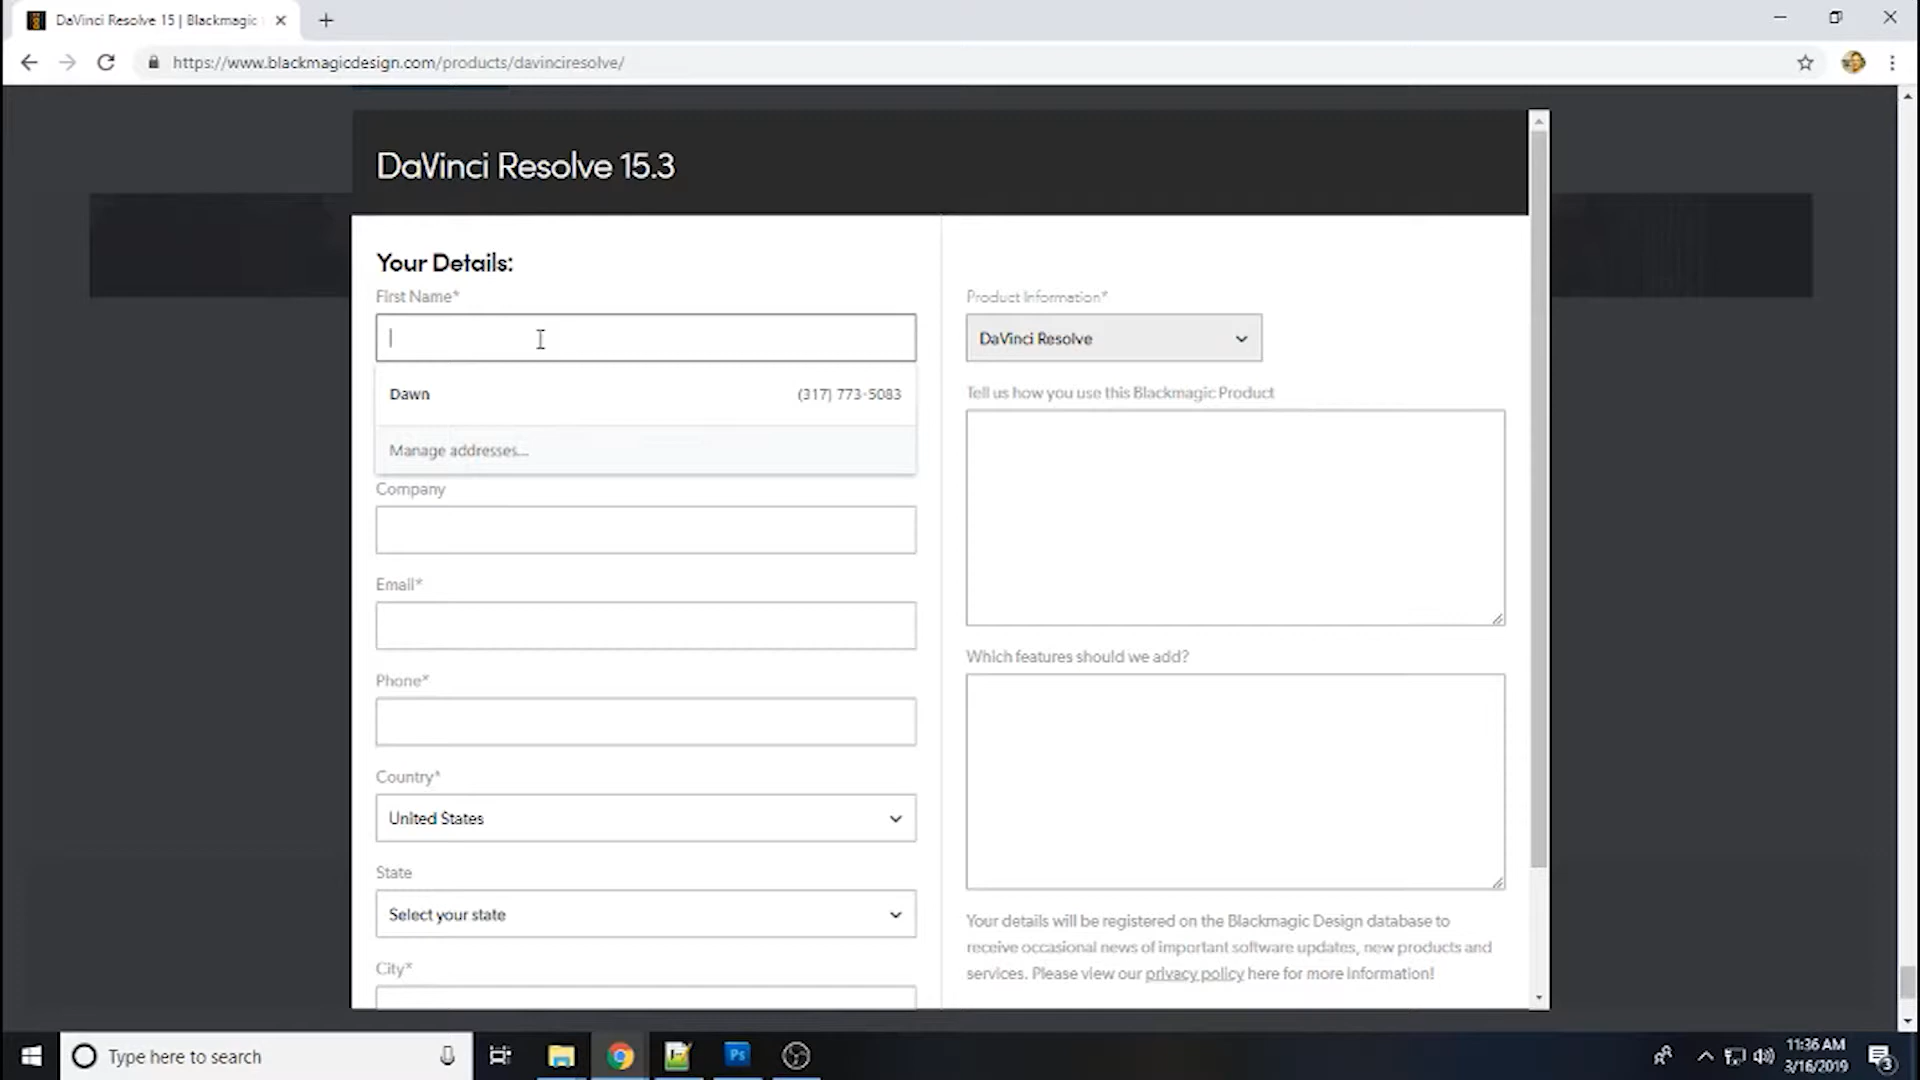 DaVinci Resolve 15 | Blackmagic
https://www.blackmagicdesign.com/products/davinciresolve/
DaVinci Resolve 15.3
Your Details:
First Name*
Dawn (317) 773-5083
Manage addresses...
Company
Email*
Phone*
Country*
United States
State
Select your state
City*
Product Information*
DaVinci Resolve
Tell us how you use this Blackmagic Product
Which features should we add?
Your details will be registered on the Blackmagic Design database to
receive occasional news of important software updates, new products and
services. Please view our privacy policy here for more information!
Type here to search
Ps
11:36 AM
3/16/2019
3